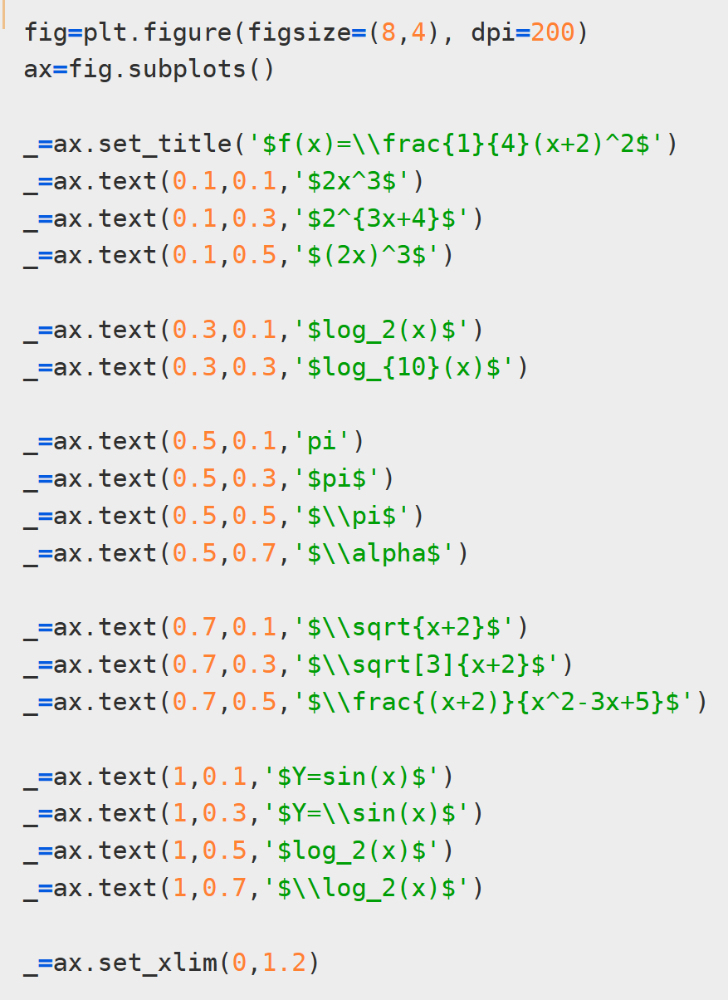 fig=plt.figure(figsize=(8,4), dpi=200)
ax=fig.subplots()
_=ax.set_title('$f(x)=\\frac{1}{4}(x+2)^2$')
_=ax.text(0.1,0.1,'$2x^3$')
_=ax.text(0.1,0.3,'$2^{3x+4}$')
_=ax.text(0.1,0.5,'$(2x)^3$')
_=ax.text(0.3,0.1,'$log_2(x)$')
_=ax.text(0.3,0.3,'$log_{10}(x)$')
_=ax.text(0.5,0.1,'pi')
_=ax.text(0.5,0.3,'$pi$')
_=ax.text(0.5,0.5,'$\\pi$')
_=ax.text(0.5,0.7,'$\\alpha$')
_=ax.text(0.7,0.1,'$\\sqrt{x+2}$')
_=ax.text(0.7,0.3,'$\\sqrt[3]{x+2}$')
_=ax.text(0.7,0.5,'$\\frac{(x+2)}{x^2-3x+5}$')
_=ax.text(1,0.1,'$Y=sin(x)$')
_=ax.text(1,0.3,'$Y=\\sin(x)$')
_=ax.text(1,0.5,'$log_2(x)$')
_=ax.text(1,0.7,'$\\log_2(x)$')
_=ax.set_xlim(0,1.2)